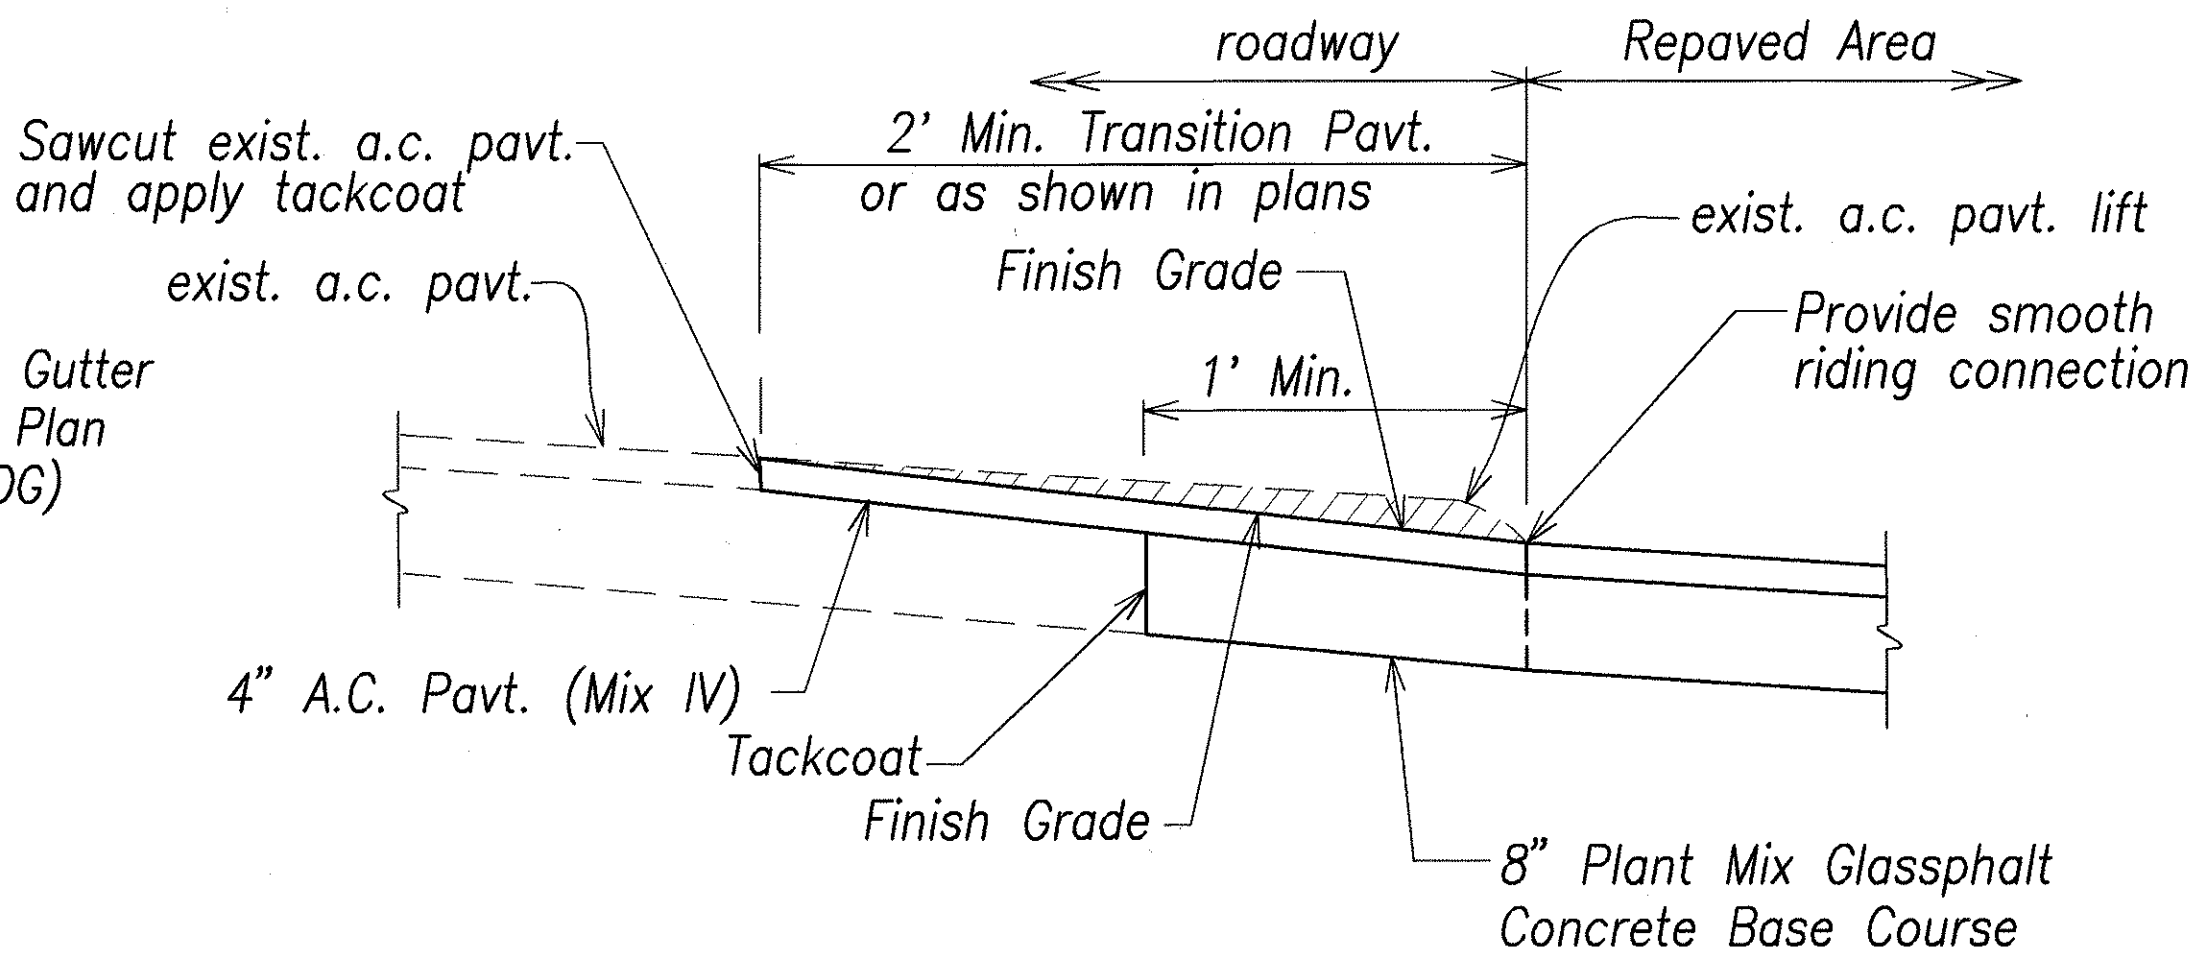 roadway
Repaved Area
Sawcut exist. a.c. pavt.
and apply tackcoat
2' Min. Transition Pavt.
or as shown in plans
exist. a.c. pavt. lift
Finish Grade
exist. a.c. pavt.
Provide smooth
riding connection
Gutter
Plan
OG)
1' Min.
4" A.C. Pavt. (Mix IV)
Tackcoat
Finish Grade
8" Plant Mix Glassphalt
Concrete Base Course